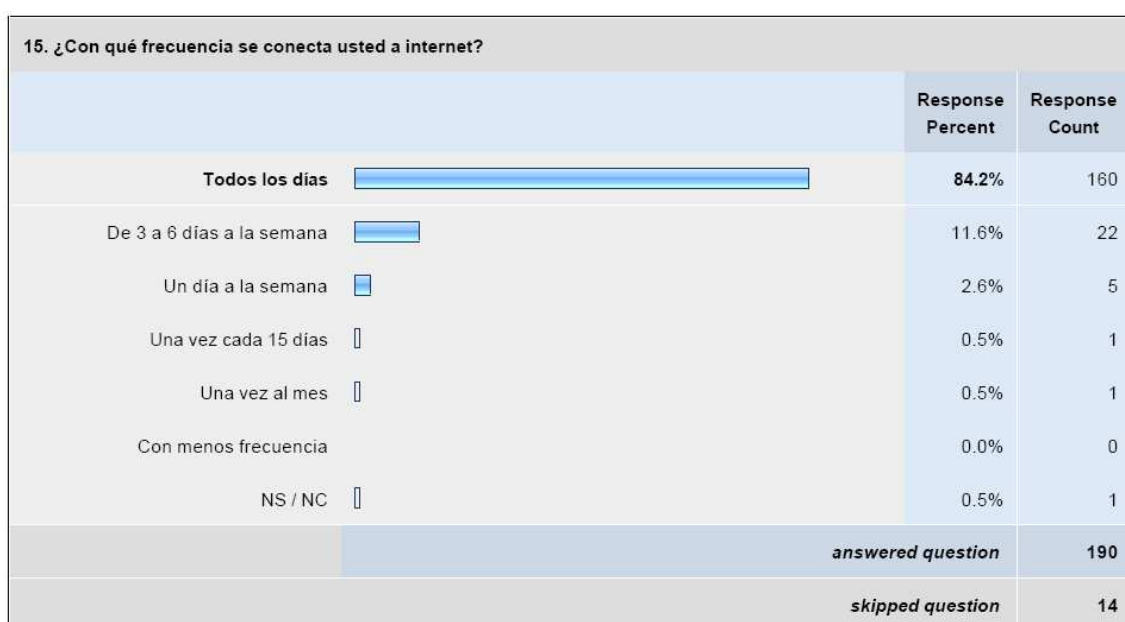 15. ¿Con qué frecuencia se conecta usted a internet?
Response Percent
Response Count
Todos los días 84.2% 160
De 3 a 6 días a la semana 11.6% 22
Un día a la semana 2.6% 5
Una vez cada 15 días 0.5% 1
Una vez al mes 0.5% 1
Con menos frecuencia 0.0% 0
NS / NC 0.5% 1
answered question 190
skipped question 14